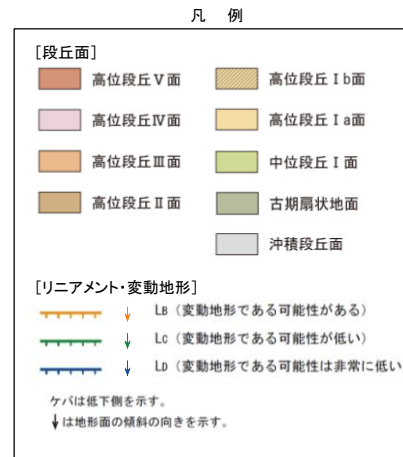 凡 例
[段丘面]
高位段丘Ⅴ面
高位段丘Ⅰb面
高位段丘Ⅳ面
高位段丘Ⅰa面
高位段丘Ⅲ面
中位段丘Ⅰ面
高位段丘Ⅱ面
古期扇状地面
沖積段丘面
[リニアメント・変動地形]
LB (変動地形である可能性がある)
LC (変動地形である可能性が低い)
LD (変動地形である可能性は非常に低い)
ケバは低下側を示す。
↓は地形面の傾斜の向きを示す。